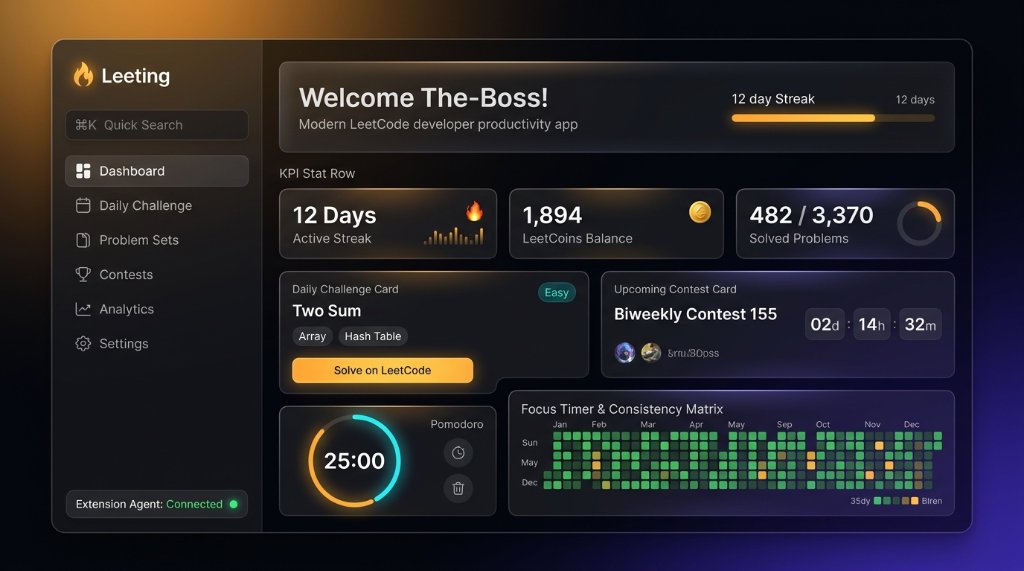 Leeting
⌘K Quick Search
Dashboard
Daily Challenge
Problem Sets
Contests
Analytics
Settings
Extension Agent: Connected
Welcome The-Boss!
Modern LeetCode developer productivity app
12 day Streak
12 days
KPI Stat Row
12 Days
Active Streak
1,894
LeetCoins Balance
482 / 3,370
Solved Problems
Daily Challenge Card
Easy
Two Sum
Array
Hash Table
Solve on LeetCode
Upcoming Contest Card
Biweekly Contest 155
02d : 14h : 32m
25:00
Pomodoro
Focus Timer & Consistency Matrix
Jan Feb Mar Apr May Sep Oct Nov Dec
Sun
May
Dec
35dy
Blren